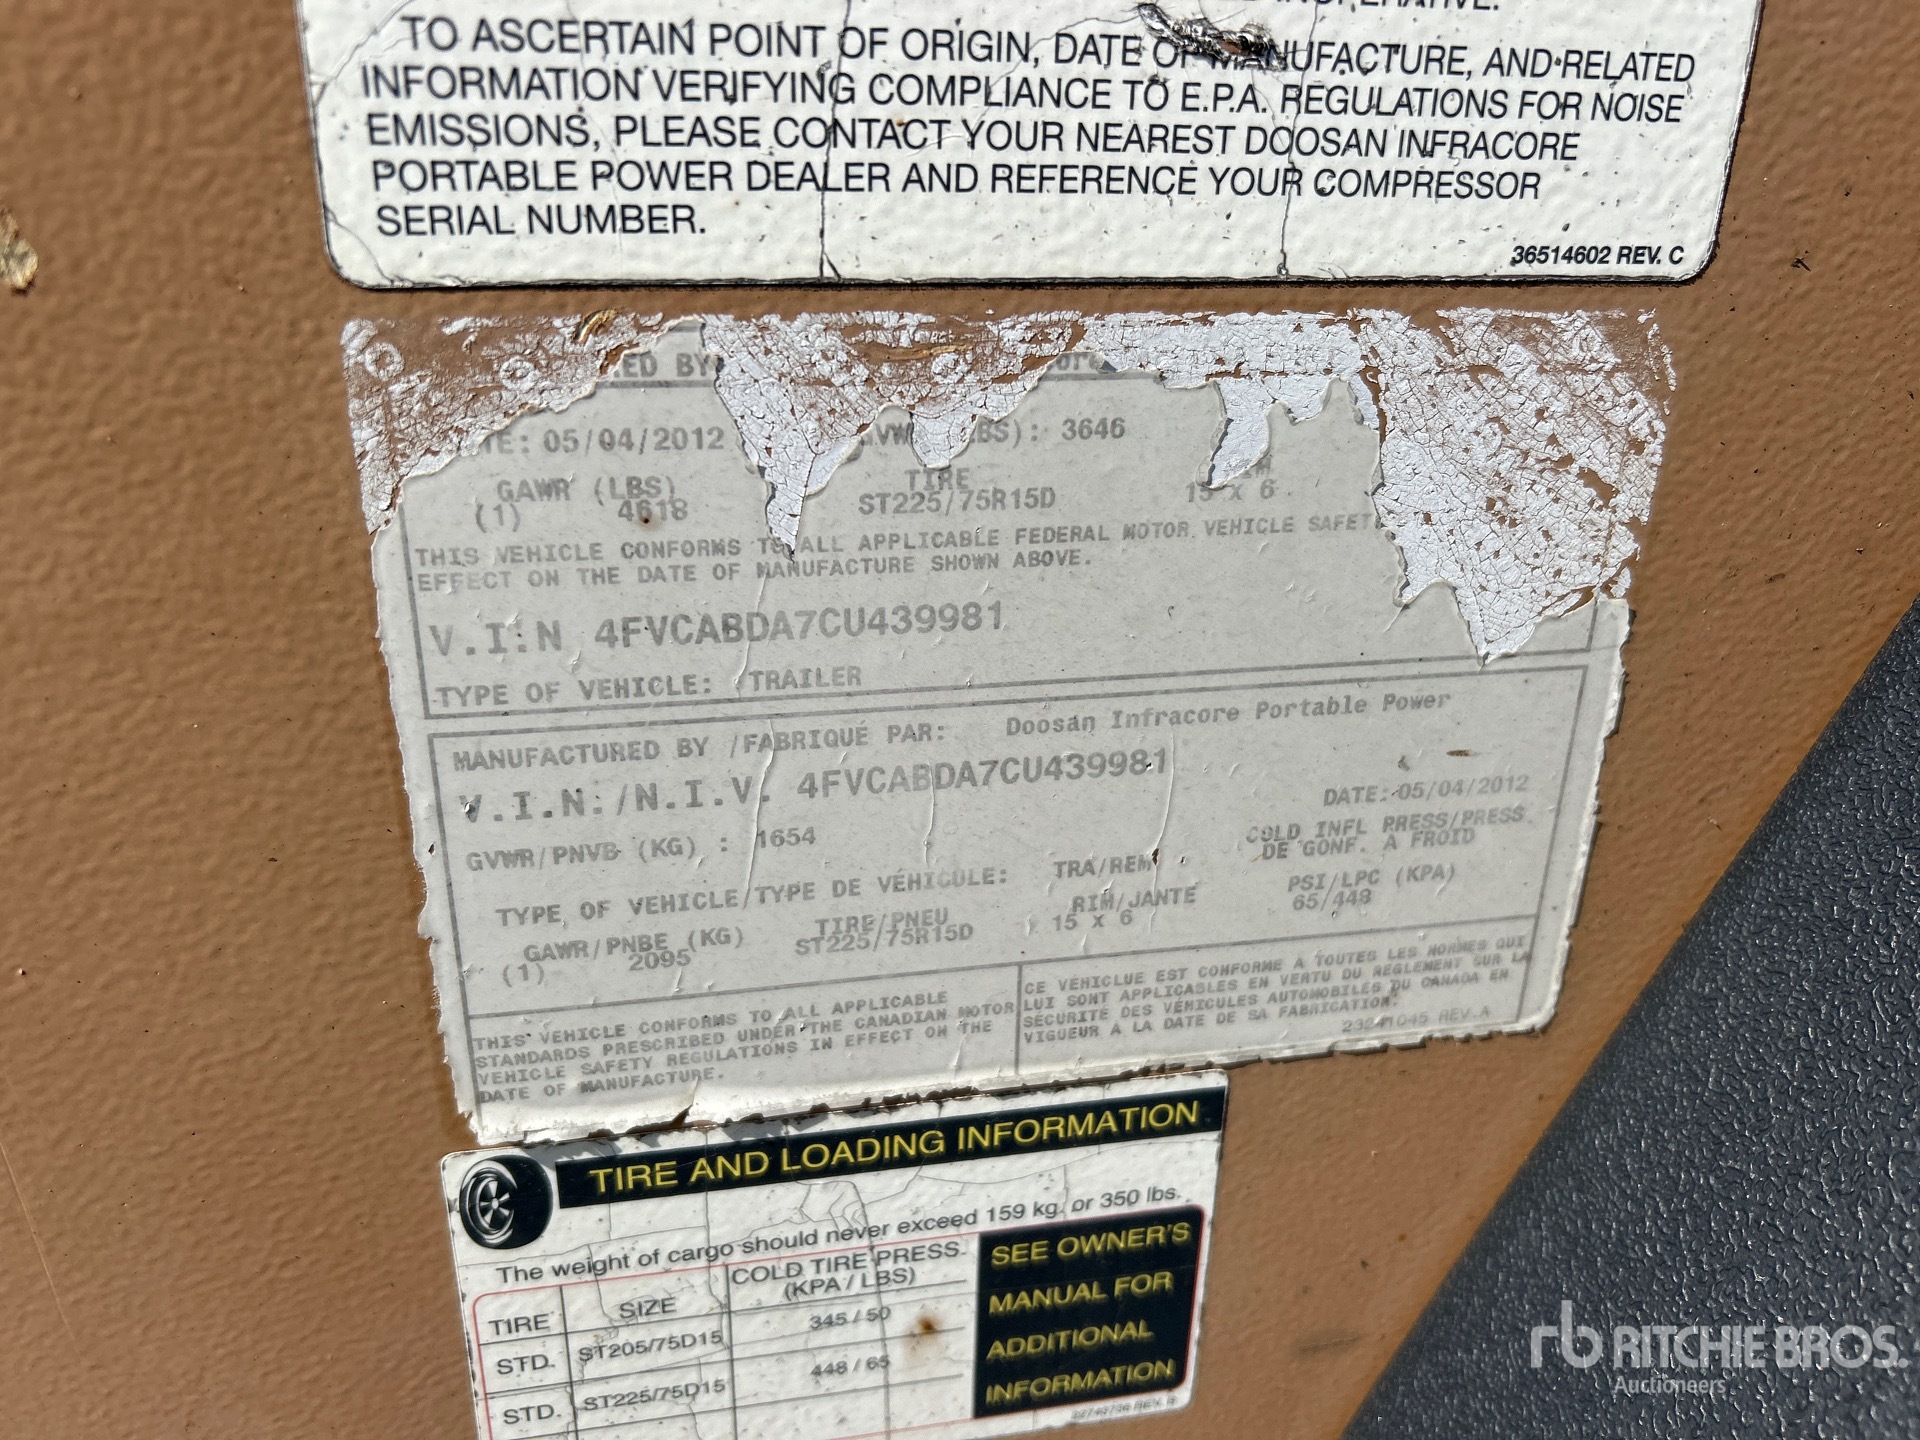 TO ASCERTAIN POINT OF ORIGIN, DATE OF MANUFACTURE, AND RELATED
INFORMATION VERIFYING COMPLIANCE TO E.P.A. REGULATIONS FOR NOISE
EMISSIONS, PLEASE CONTACT YOUR NEAREST DOOSAN INFRACORE
PORTABLE POWER DEALER AND REFERENCE YOUR COMPRESSOR
SERIAL NUMBER.
36514602 REV. C
ED BY
TE: 05/04/2012 GVW BS): 3646
GAWR (LBS) TIRE
(1) 4618 ST225/75R15D 15 x 6
THIS VEHICLE CONFORMS TO ALL APPLICABLE FEDERAL MOTOR VEHICLE SAFET
EFFECT ON THE DATE OF MANUFACTURE SHOWN ABOVE.
V.I.N 4FVCABDA7CU439981
TYPE OF VEHICLE: TRAILER
MANUFACTURED BY /FABRIQUÉ PAR: Doosan Infracore Portable Power
V.I.N./N.I.V. 4FVCABDA7CU439981
DATE: 05/04/2012
GVWR/PNVB (KG) : 1654
COLD INFL PRESS/PRESS.
DE GONF. A FROID
TYPE OF VEHICLE/TYPE DE VÉHICULE: TRA/REM
GAWR/PNBE (KG) TIRE/PNEU RIM/JANTE PSI/LPC (KPA)
(1) 2095 ST225/75R15D 15 x 6 65/448
THIS VEHICLE CONFORMS TO ALL APPLICABLE
STANDARDS PRESCRIBED UNDER THE CANADIAN MOTOR
VEHICLE SAFETY REGULATIONS IN EFFECT ON THE
DATE OF MANUFACTURE.
CE VÉHICLUE EST CONFORME A TOUTES LES NORMES QUI
LUI SONT APPLICABLES EN VERTU DU REGLEMENT SUR LA
SÉCURITÉ DES VÉHICULES AUTOMOBILES DU CANADA EN
VIGUEUR A LA DATE DE SA FABRICATION.
23241045 REV.A
TIRE AND LOADING INFORMATION
The weight of cargo should never exceed 159 kg. or 350 lbs.
TIRE SIZE COLD TIRE PRESS.
(KPA / LBS)
STD. ST205/75D15 345 / 50
STD. ST225/75D15 448 / 65
SEE OWNER'S
MANUAL FOR
ADDITIONAL
INFORMATION
rb RITCHIE BROS.
Auctioneers